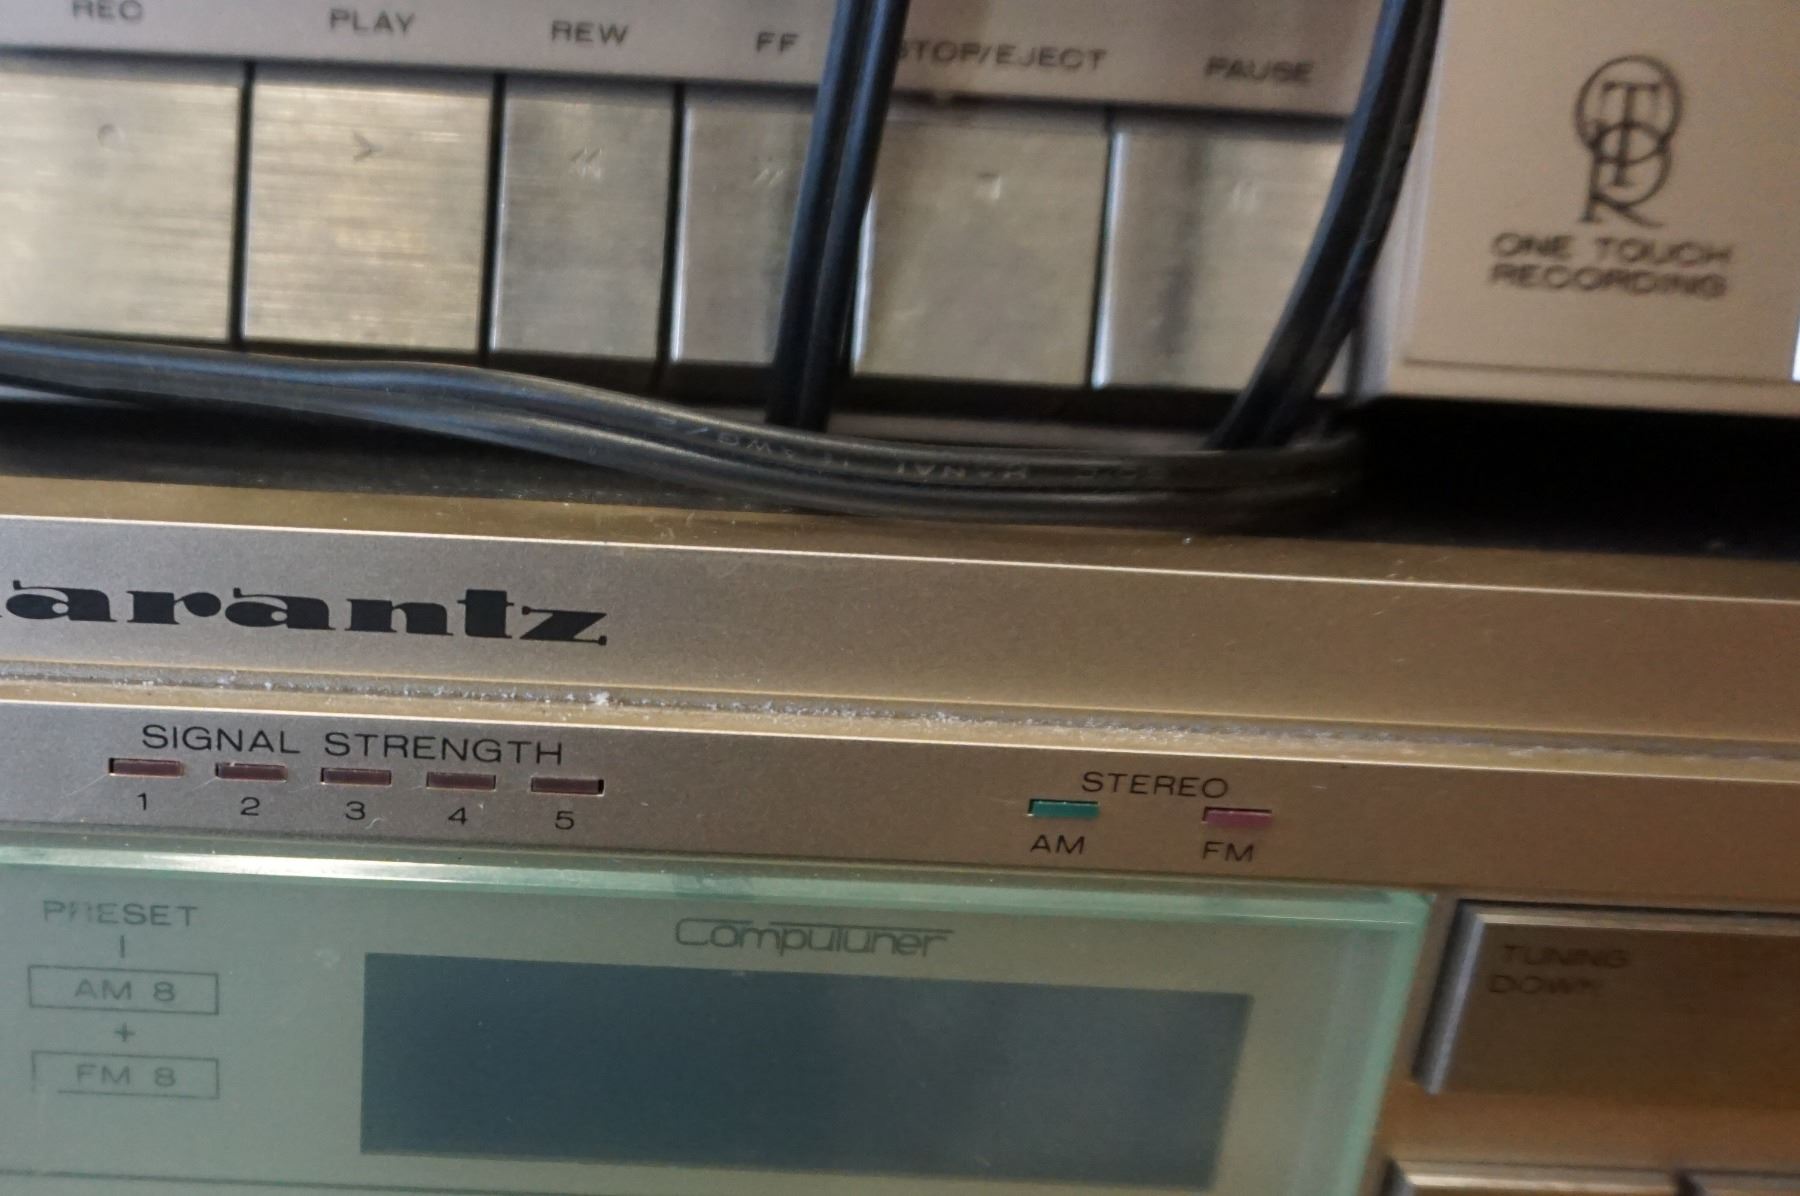 REC PLAY REW FF STOP/EJECT PAUSE
OTR
ONE TOUCH
RECORDING
arantz
SIGNAL STRENGTH
1 2 3 4 5
STEREO
AM FM
PRESET
AM 8
+
FM 8
Computuner
TUNING
DOWN